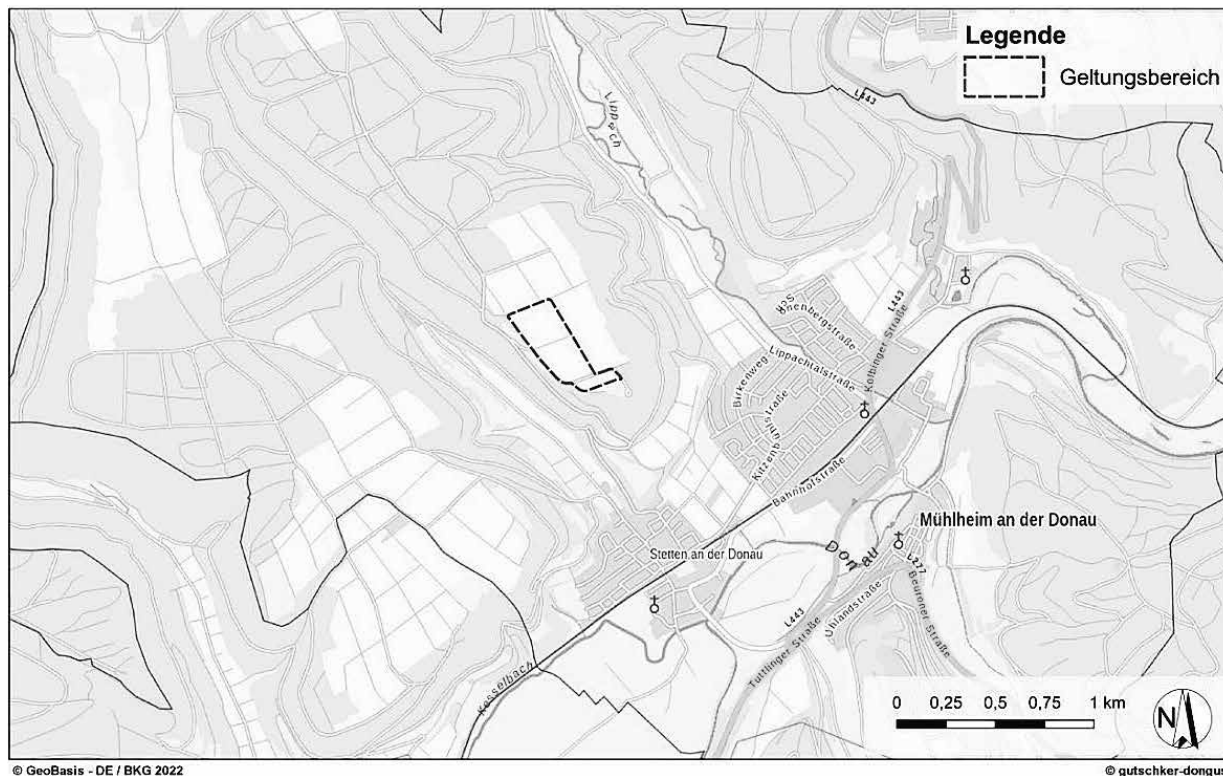 Legende
Geltungsbereich
L443
Lippach
Schönenbergstraße
L443
Kolbinger Straße
Lippachtalstraße
Birkenweg
Kitzenbühlstraße
Bahnhofstraße
Mühlheim an der Donau
Stetten an der Donau
Donau
L277
Beuroner Straße
Uhlandstraße
L443
Tuttlinger Straße
Kesselbach
0 0,25 0,5 0,75 1 km
N
© GeoBasis - DE / BKG 2022
© gutschker-dongus